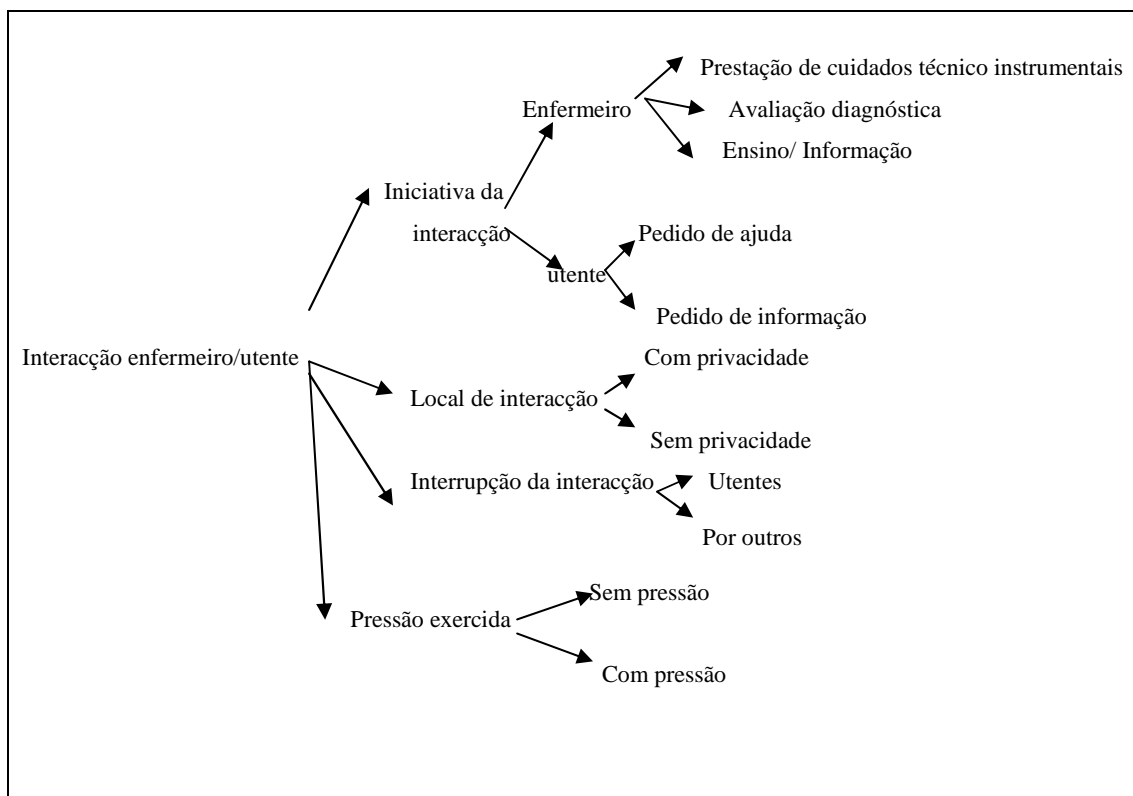 Prestação de cuidados técnico instrumentais
Enfermeiro
Avaliação diagnóstica
Ensino/ Informação
Iniciativa da
interacção
Pedido de ajuda
utente
Pedido de informação
Interacção enfermeiro/utente
Com privacidade
Local de interacção
Sem privacidade
Interrupção da interacção
Utentes
Por outros
Sem pressão
Pressão exercida
Com pressão